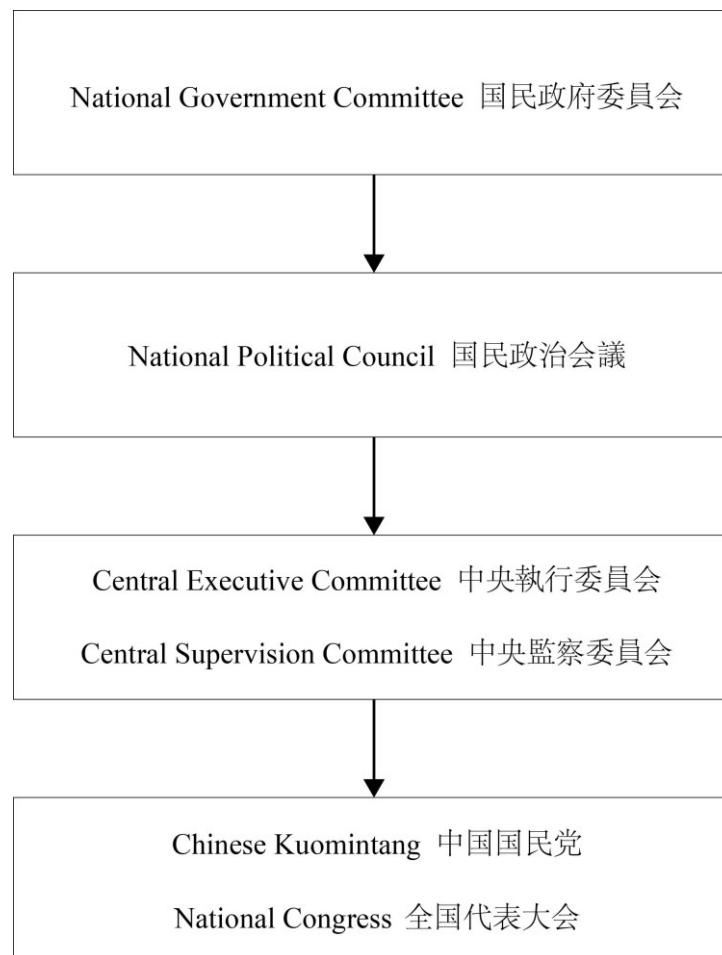 National Government Committee 国民政府委員会
National Political Council 国民政治会議
Central Executive Committee 中央執行委員会
Central Supervision Committee 中央監察委員会
Chinese Kuomintang 中国国民党
National Congress 全国代表大会